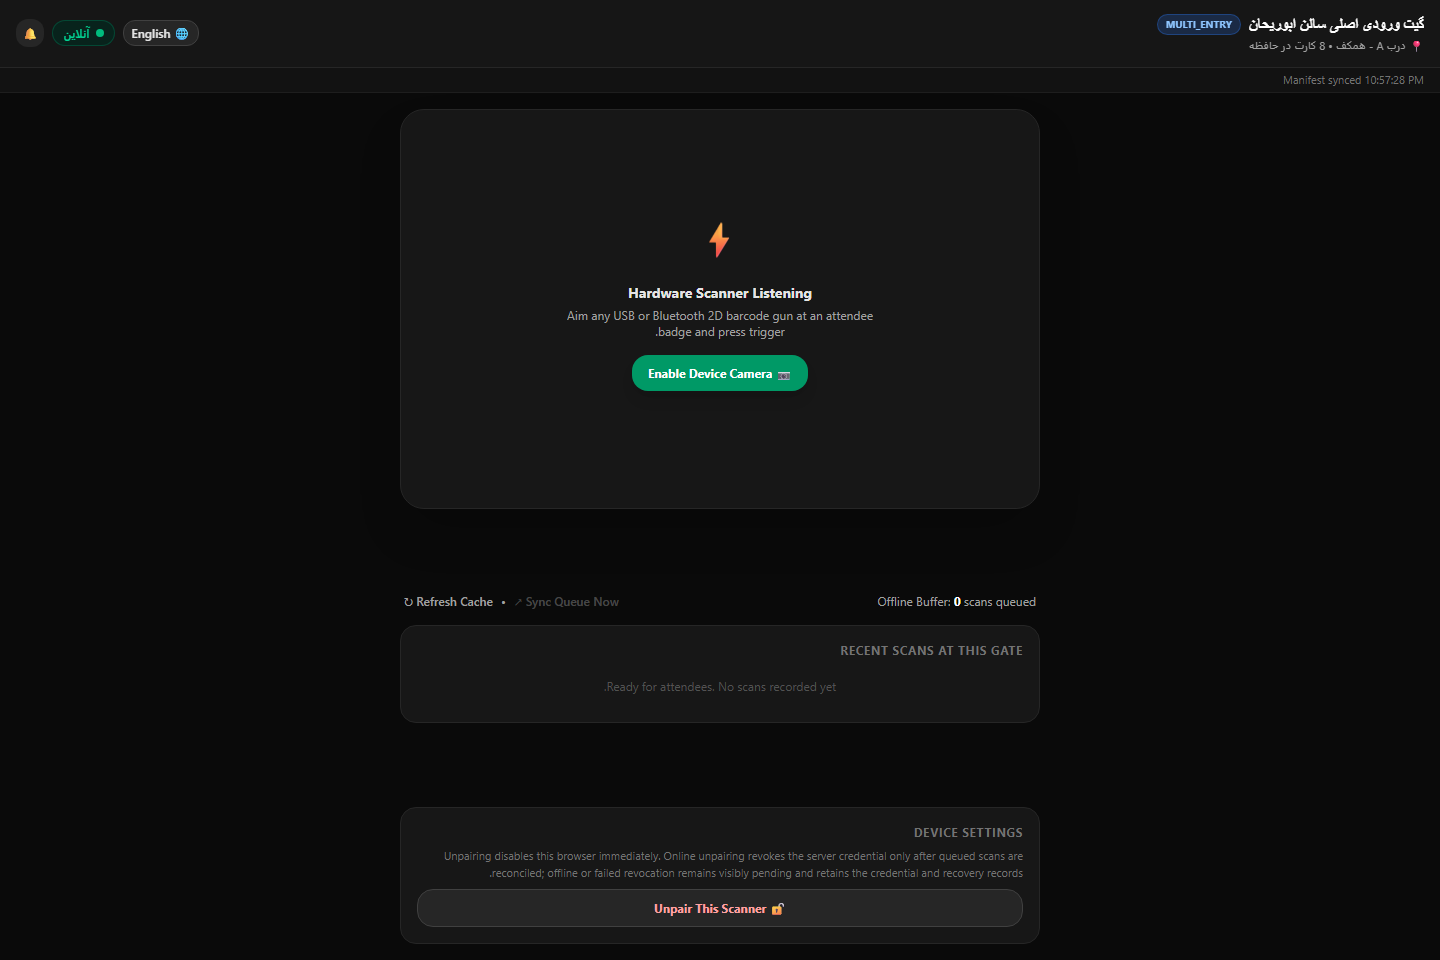 گیت ورودی اصلی سالن ابوریحان
MULTI_ENTRY
درب A - همکف • 8 کارت در حافظه
English
آنلاین
Manifest synced 10:57:28 PM
Hardware Scanner Listening
Aim any USB or Bluetooth 2D barcode gun at an attendee
.badge and press trigger
Enable Device Camera
Offline Buffer: 0 scans queued
↻ Refresh Cache • ↗ Sync Queue Now
RECENT SCANS AT THIS GATE
.Ready for attendees. No scans recorded yet
DEVICE SETTINGS
Unpairing disables this browser immediately. Online unpairing revokes the server credential only after queued scans are
.reconciled; offline or failed revocation remains visibly pending and retains the credential and recovery records
Unpair This Scanner